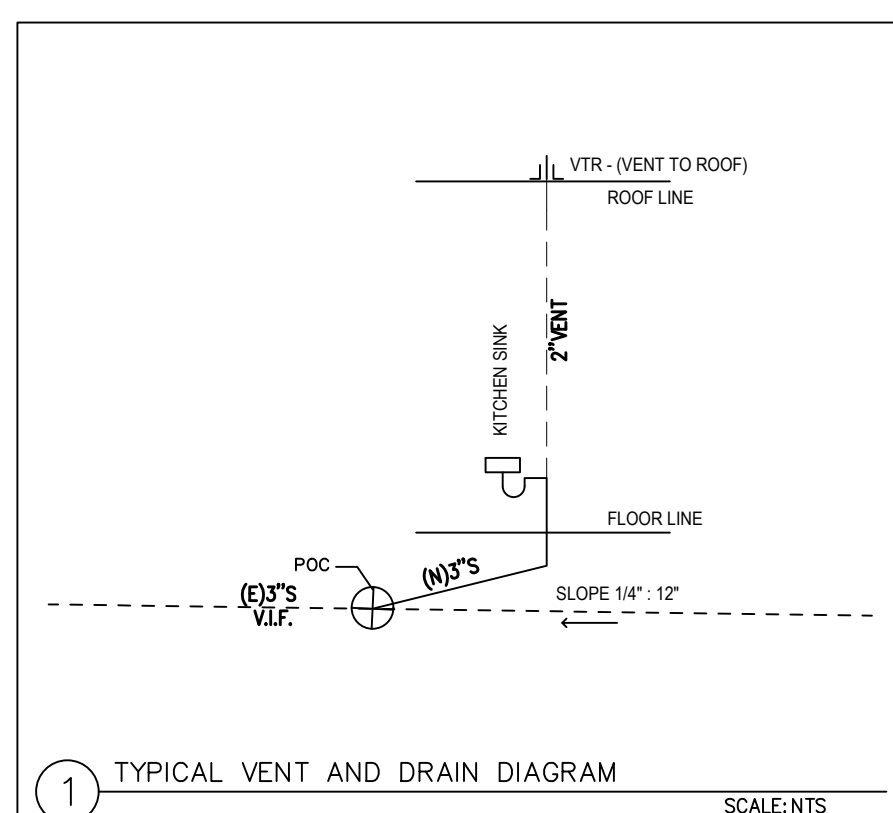 VTR - (VENT TO ROOF)
ROOF LINE
2"VENT
KITCHEN SINK
FLOOR LINE
POC
(N)3"S
(E)3"S
V.I.F.
SLOPE 1/4" : 12"
1 TYPICAL VENT AND DRAIN DIAGRAM
SCALE: NTS